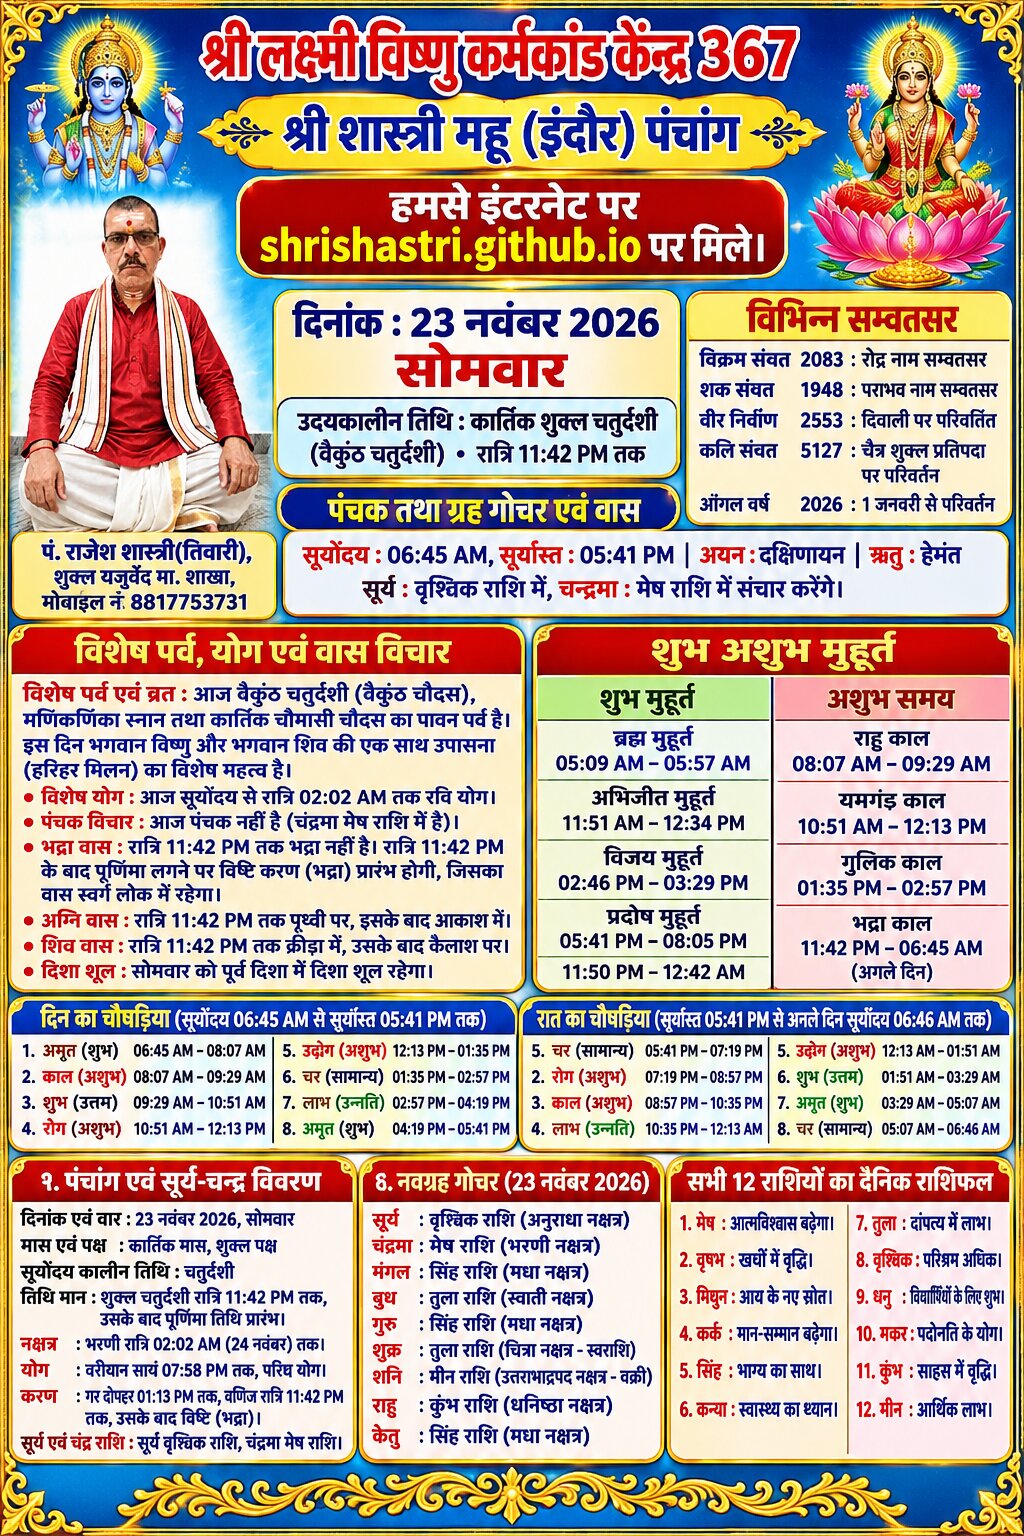 श्री लक्ष्मी विष्णु कर्मकांड केंन्द्र 367
श्री शास्त्री महू (इंदौर) पंचांग
हमसे इंटरनेट पर
shrishastri.github.io पर मिले।
दिनांक : 23 नवंबर 2026
सोमवार
उदयकालीन तिथि : कार्तिक शुक्ल चतुर्दशी
(वैकुंठ चतुर्दशी) • रात्रि 11:42 PM तक
विभिन्न सम्वतसर
विक्रम संवत 2083 : रोद्र नाम सम्वतसर
शक संवत 1948 : पराभव नाम सम्वतसर
वीर निर्वाण 2553 : दिवाली पर परिवर्तित
कलि संवत 5127 : चैत्र शुक्ल प्रतिपदा
पर परिवर्तन
ऑंगल वर्ष 2026 : 1 जनवरी से परिवर्तन
पंचक तथा ग्रह गोचर एवं वास
पं. राजेश शास्त्री(तिवारी),
शुक्ल यजुर्वेद मा. शाखा,
मोबाईल नं. 8817753731
सूर्योदय : 06:45 AM, सूर्यास्त : 05:41 PM | अयन : दक्षिणायन | ऋतु : हेमंत
सूर्य : वृश्चिक राशि में, चन्द्रमा : मेष राशि में संचार करेंगे।
विशेष पर्व, योग एवं वास विचार
विशेष पर्व एवं व्रत : आज वैकुंठ चतुर्दशी (वैकुंठ चौदस),
मणिकर्णिका स्नान तथा कार्तिक चौमासी चौदस का पावन पर्व है।
इस दिन भगवान विष्णु और भगवान शिव की एक साथ उपासना
(हरिहर मिलन) का विशेष महत्व है।
• विशेष योग : आज सूर्योदय से रात्रि 02:02 AM तक रवि योग।
• पंचक विचार : आज पंचक नहीं है (चंद्रमा मेष राशि में है)।
• भद्रा वास : रात्रि 11:42 PM तक भद्रा नहीं है। रात्रि 11:42 PM
के बाद पूर्णिमा लगने पर विष्टि करण (भद्रा) प्रारंभ होगी, जिसका
वास स्वर्ग लोक में रहेगा।
• अग्नि वास : रात्रि 11:42 PM तक पृथ्वी पर, इसके बाद आकाश में।
• शिव वास : रात्रि 11:42 PM तक क्रीड़ा में, उसके बाद कैलाश पर।
• दिशा शूल : सोमवार को पूर्व दिशा में दिशा शूल रहेगा।
शुभ अशुभ मुहूर्त
शुभ मुहूर्त
ब्रह्म मुहूर्त
05:09 AM – 05:57 AM
अभिजीत मुहूर्त
11:51 AM – 12:34 PM
विजय मुहूर्त
02:46 PM – 03:29 PM
प्रदोष मुहूर्त
05:41 PM – 08:05 PM
11:50 PM – 12:42 AM
अशुभ समय
राहु काल
08:07 AM – 09:29 AM
यमगंड़ काल
10:51 AM – 12:13 PM
गुलिक काल
01:35 PM – 02:57 PM
भद्रा काल
11:42 PM – 06:45 AM
(अगले दिन)
दिन का चौषड़िया (सूर्योदय 06:45 AM से सूर्यास्त 05:41 PM तक)
1. अमृत (शुभ) 06:45 AM – 08:07 AM
2. काल (अशुभ) 08:07 AM – 09:29 AM
3. शुभ (उत्तम) 09:29 AM – 10:51 AM
4. रोग (अशुभ) 10:51 AM – 12:13 PM
5. उद्वेग (अशुभ) 12:13 PM – 01:35 PM
6. चर (सामान्य) 01:35 PM – 02:57 PM
7. लाभ (उन्नति) 02:57 PM – 04:19 PM
8. अमृत (शुभ) 04:19 PM – 05:41 PM
रात का चौषड़िया (सूर्यास्त 05:41 PM से अनले दिन सूर्योदय 06:46 AM तक)
5. चर (सामान्य) 05:41 PM – 07:19 PM
2. रोग (अशुभ) 07:19 PM – 08:57 PM
3. काल (अशुभ) 08:57 PM – 10:35 PM
4. लाभ (उन्नति) 10:35 PM – 12:13 AM
5. उद्वेग (अशुभ) 12:13 AM – 01:51 AM
6. शुभ (उत्तम) 01:51 AM – 03:29 AM
7. अमृत (शुभ) 03:29 AM – 05:07 AM
8. चर (सामान्य) 05:07 AM – 06:46 AM
१. पंचांग एवं सूर्य-चन्द्र विवरण
दिनांक एवं वार : 23 नवंबर 2026, सोमवार
मास एवं पक्ष : कार्तिक मास, शुक्ल पक्ष
सूर्योदय कालीन तिथि : चतुर्दशी
तिथि मान : शुक्ल चतुर्दशी रात्रि 11:42 PM तक,
उसके बाद पूर्णिमा तिथि प्रारंभ।
नक्षत्र : भरणी रात्रि 02:02 AM (24 नवंबर) तक।
योग : वरीयान सायं 07:58 PM तक, परिघ योग।
करण : गर दोपहर 01:13 PM तक, वणिज रात्रि 11:42 PM
तक, उसके बाद विष्टि (भद्रा)।
सूर्य एवं चंद्र राशि : सूर्य वृश्चिक राशि, चंद्रमा मेष राशि।
8. नवग्रह गोचर (23 नवंबर 2026)
सूर्य : वृश्चिक राशि (अनुराधा नक्षत्र)
चंद्रमा : मेष राशि (भरणी नक्षत्र)
मंगल : सिंह राशि (मघा नक्षत्र)
बुध : तुला राशि (स्वाती नक्षत्र)
गुरु : सिंह राशि (मघा नक्षत्र)
शुक्र : तुला राशि (चित्रा नक्षत्र - स्वराशि)
शनि : मीन राशि (उत्तराभाद्रपद नक्षत्र - वक्री)
राहु : कुंभ राशि (धनिष्ठा नक्षत्र)
केतु : सिंह राशि (मघा नक्षत्र)
सभी 12 राशियों का दैनिक राशिफल
1. मेष : आत्मविश्वास बढ़ेगा।
2. वृषभ : खर्चों में वृद्धि।
3. मिथुन : आय के नए स्रोत।
4. कर्क : मान-सम्मान बढ़ेगा।
5. सिंह : भाग्य का साथ।
6. कन्या : स्वास्थ्य का ध्यान।
7. तुला : दांपत्य में लाभ।
8. वृश्चिक : परिश्रम अधिक।
9. धनु : विद्यार्थियों के लिए शुभ।
10. मकर : पदोनति के योग।
11. कुंभ : साहस में वृद्धि।
12. मीन : आर्थिक लाभ।